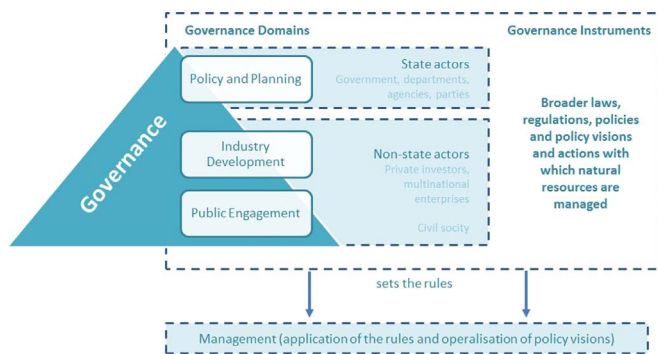 Governance Domains
Governance Instruments
Governance
Policy and Planning
State actors
Government, departments,
agencies, parties
Industry
Development
Non-state actors
Private investors,
multinational
enterprises
Public Engagement
Civil socity
Broader laws,
regulations, policies
and policy visions
and actions with
which natural
resources are
managed
sets the rules
Management (application of the rules and operalisation of policy visions)